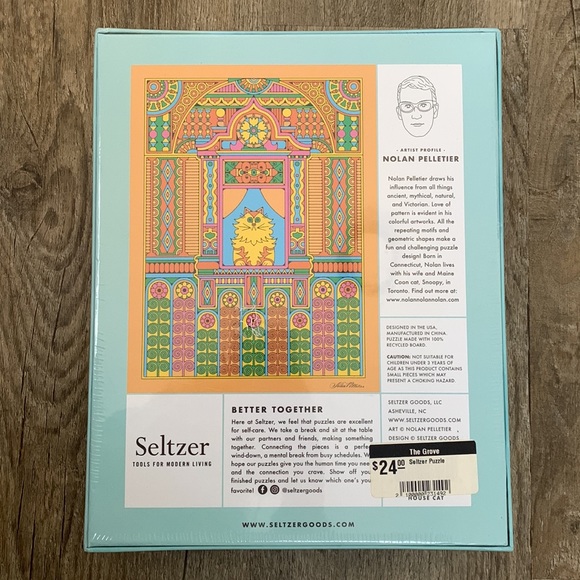 - ARTIST PROFILE -
NOLAN PELLETIER
Nolan Pelletier draws his
influence from all things
ancient, mythical, natural,
and Victorian. Love of
pattern is evident in his
colorful artworks. All the
repeating motifs and
geometric shapes make a
fun and challenging puzzle
design! Born in
Connecticut, Nolan lives
with his wife and Maine
Coon cat, Snoopy, in
Toronto. Find out more at:
www.nolannolannolan.com
DESIGNED IN THE USA,
MANUFACTURED IN CHINA
PUZZLE MADE WITH 100%
RECYCLED BOARD.
CAUTION: NOT SUITABLE FOR
CHILDREN UNDER 3 YEARS OF
AGE AS THIS PRODUCT CONTAINS
SMALL PIECES WHICH MAY
PRESENT A CHOKING HAZARD.
Seltzer
TOOLS FOR MODERN LIVING
BETTER TOGETHER
Here at Seltzer, we feel that puzzles are excellent
for self-care. We take a break and sit at the table
with our partners and friends, making something
together. Connecting the pieces is a perfect
wind-down, a mental break from busy schedules. We
hope our puzzles give you the human time you need
and the connection you crave. Show off your
finished puzzles and let us know which one's your
favorite! @seltzergoods
SELTZER GOODS, LLC
ASHEVILLE, NC
WWW.SELTZERGOODS.COM
ART © NOLAN PELLETIER
DESIGN © SELTZER GOODS
The Grove
$24.00 Seltzer Puzzle
HOUSE CAT
WWW.SELTZERGOODS.COM